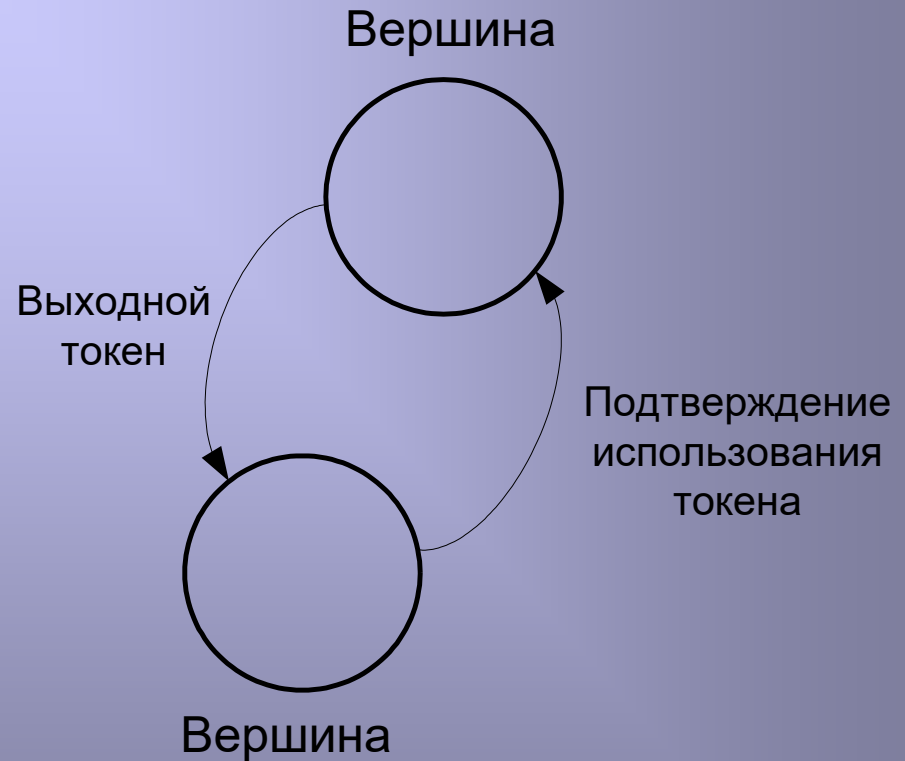 Вершина
Выходной
токен
Подтверждение
использования
токена
Вершина